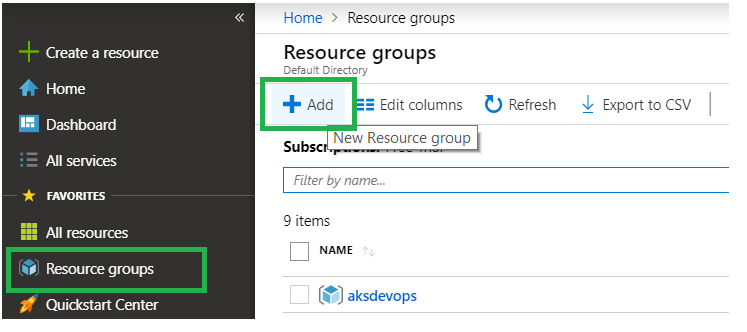 «
Create a resource
Home
Dashboard
All services
FAVORITES
All resources
Resource groups
Quickstart Center
Home > Resource groups
Resource groups
Default Directory
Add
Edit columns
Refresh
Export to CSV
New Resource group
Subscriptions:
Filter by name...
9 items
NAME
aksdevops